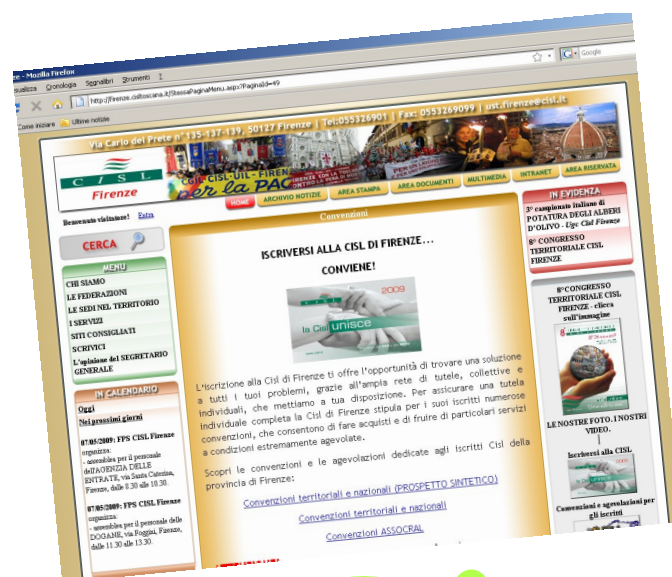 ze - Mozilla Firefox
sualizza Cronologia Segnalibri Strumenti
http://firenze.cisltoscana.it/StessaPaginaMenu.aspx?PaginaId=49
Google
Come iniziare Ultime notizie
Via Carlo del Prete n°135-137-139, 50127 Firenze | Tel:055326901 | Fax: 0553269099 | ust.firenze@cisl.it
CISL
Firenze
CGIL CISL-UIL - FIREN
per la PAC
HOME ARCHIVIO NOTIZIE AREA STAMPA AREA DOCUMENTI MULTIMEDIA INTRANET AREA RISERVATA
Benvenuto visitatore! Entra
CERCA
MENU
CHI SIAMO
LE FEDERAZIONI
LE SEDI NEL TERRITORIO
I SERVIZI
SITI CONSIGLIATI
SCRIVICI
L'opinione del SEGRETARIO
GENERALE
IN CALENDARIO
Oggi
Nei prossimi giorni
07/05/2009: FPS CISL Firenze
organizza:
- assemblea per il personale
dell'AGENZIA DELLE
ENTRATE, via Santa Caterina,
Firenze, dalle 8.30 alle 10.30.
07/05/2009: FPS CISL Firenze
organizza:
- assemblea per il personale delle
DOGANE, via Foggini, Firenze,
dalle 11.30 alle 13.30.
Convenzioni
ISCRIVERSI ALLA CISL DI FIRENZE...
CONVIENE!
CISL
2009
la Cisl unisce
L'iscrizione alla Cisl di Firenze ti offre l'opportunità di trovare una soluzione
a tutti i tuoi problemi, grazie all'ampia rete di tutele, collettive e
individuali, che mettiamo a tua disposizione. Per assicurare una tutela
individuale completa la Cisl di Firenze stipula per i suoi iscritti numerose
convenzioni, che consentono di fare acquisti e di fruire di particolari servizi
a condizioni estremamente agevolate.
Scopri le convenzioni e le agevolazioni dedicate agli iscritti Cisl della
provincia di Firenze:
Convenzioni territoriali e nazionali (PROSPETTO SINTETICO)
Convenzioni territoriali e nazionali
Convenzioni ASSOCRAL
IN EVIDENZA
3° campionato italiano di
POTATURA DEGLI ALBERI
D'OLIVO - Ugc Cisl Firenze
8° CONGRESSO
TERRITORIALE CISL
FIRENZE
8°CONGRESSO
TERRITORIALE CISL
FIRENZE - clicca
sull'immagine
LE NOSTRE FOTO. I NOSTRI
VIDEO.
Iscriversi alla CISL
Convenzioni e agevolazioni per
gli iscritti